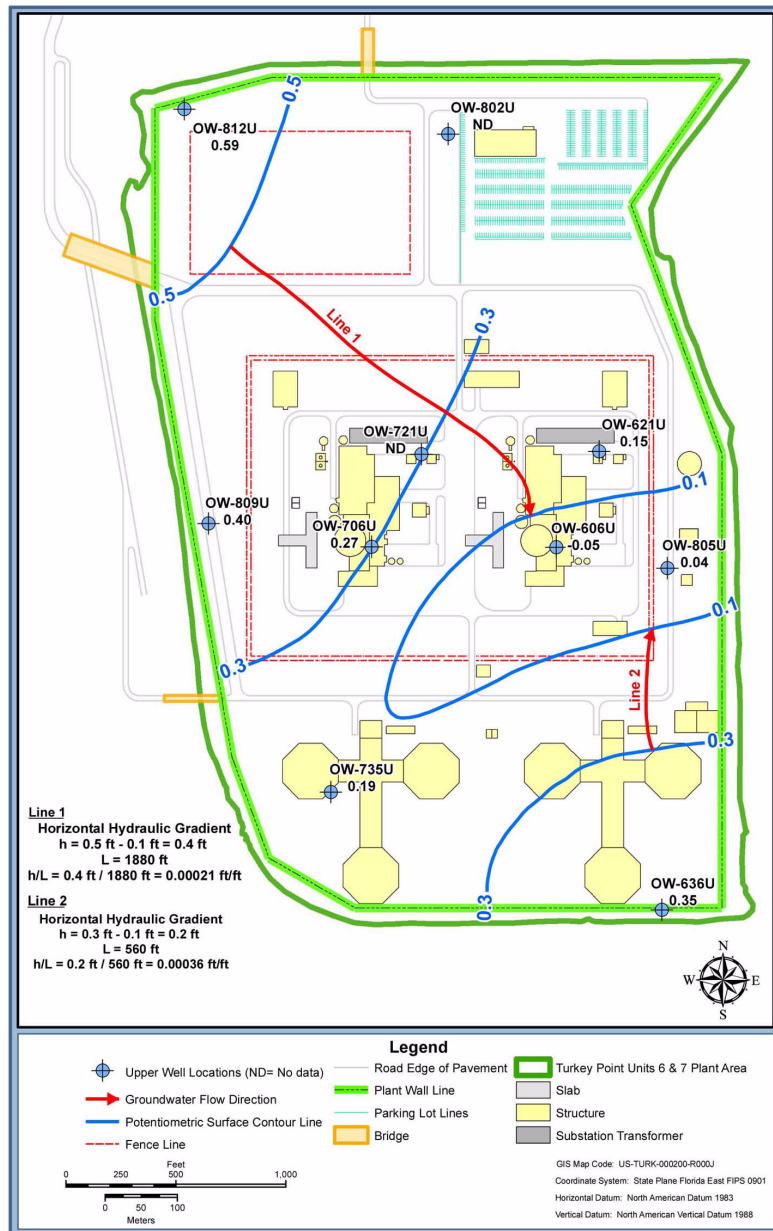 0.5
OW-802U
ND
OW-812U
0.59
0.5
0.3
Line 1
OW-721U
ND
OW-621U
0.15
0.1
OW-809U
0.40
OW-706U
0.27
OW-606U
-0.05
OW-805U
0.04
0.1
0.3
Line 2
0.3
OW-735U
0.19
Line 1
Horizontal Hydraulic Gradient
h = 0.5 ft - 0.1 ft = 0.4 ft
L = 1880 ft
h/L = 0.4 ft / 1880 ft = 0.00021 ft/ft
Line 2
Horizontal Hydraulic Gradient
h = 0.3 ft - 0.1 ft = 0.2 ft
L = 560 ft
h/L = 0.2 ft / 560 ft = 0.00036 ft/ft
0.3
OW-636U
0.35
N
W E
S
Legend
Upper Well Locations (ND= No data)
Groundwater Flow Direction
Potentiometric Surface Contour Line
Fence Line
Road Edge of Pavement
Plant Wall Line
Parking Lot Lines
Bridge
Turkey Point Units 6 & 7 Plant Area
Slab
Structure
Substation Transformer
Feet
0 250 500 1,000
0 50 100
Meters
GIS Map Code: US-TURK-000200-R000J
Coordinate System: State Plane Florida East FIPS 0901
Horizontal Datum: North American Datum 1983
Vertical Datum: North American Vertical Datum 1988